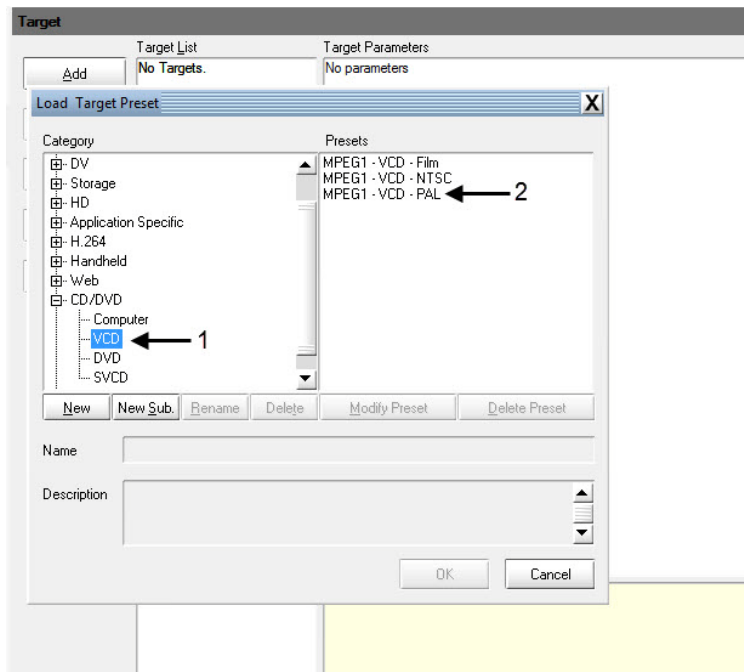 Target
Target List
Target Parameters
Add
No Targets.
No parameters
Load Target Preset
X
Category
Presets
DV
Storage
HD
Application Specific
H.264
Handheld
Web
CD/DVD
Computer
VCD
1
DVD
SVCD
MPEG1 - VCD - Film
MPEG1 - VCD - NTSC
MPEG1 - VCD - PAL
2
New
New Sub.
Rename
Delete
Modify Preset
Delete Preset
Name
Description
OK
Cancel